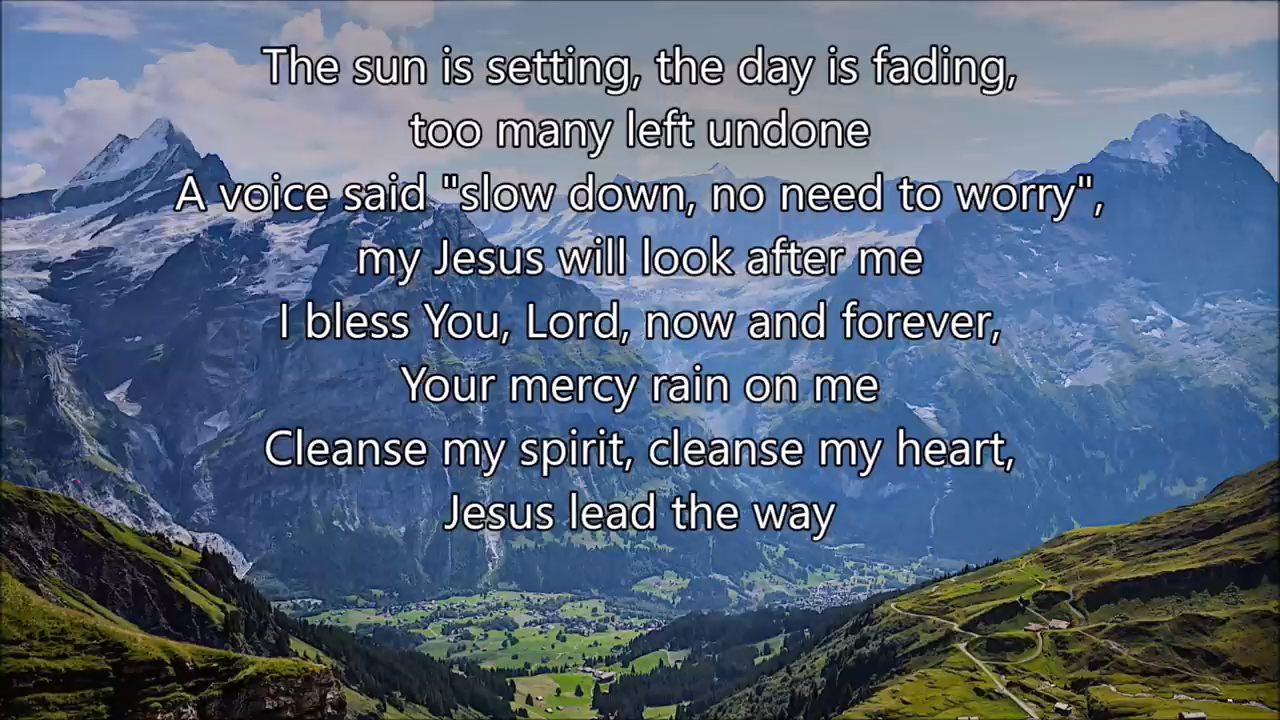 The sun is setting, the day is fading,
too many left undone
A voice said "slow down, no need to worry",
my Jesus will look after me
I bless You, Lord, now and forever,
Your mercy rain on me
Cleanse my spirit, cleanse my heart,
Jesus lead the way